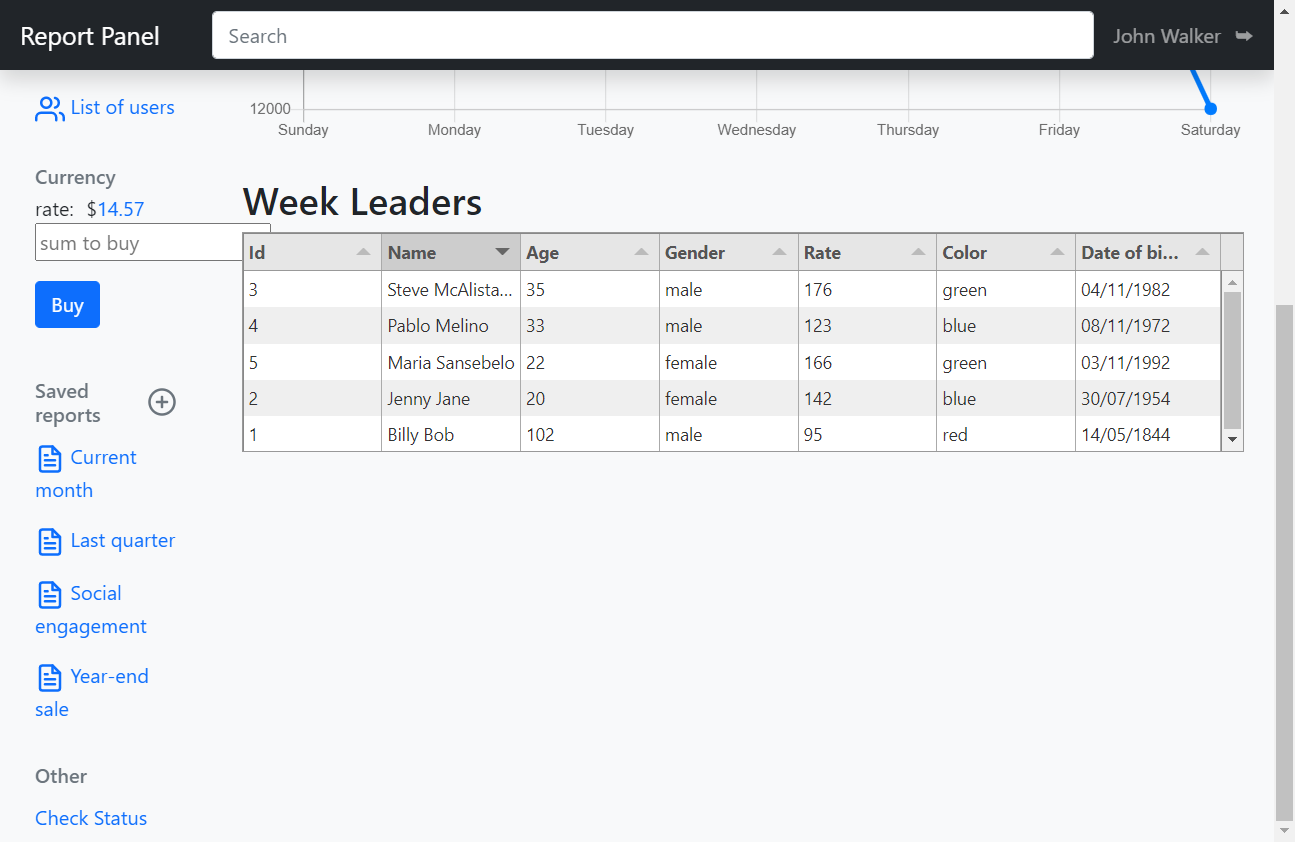 Report Panel
Search
John Walker
List of users
12000
Sunday Monday Tuesday Wednesday Thursday Friday Saturday
Currency
rate: $14.57
sum to buy
Buy
Saved
reports
Current
month
Last quarter
Social
engagement
Year-end
sale
Other
Check Status
Week Leaders
Id Name Age Gender Rate Color Date of bi...
3 Steve McAlista... 35 male 176 green 04/11/1982
4 Pablo Melino 33 male 123 blue 08/11/1972
5 Maria Sansebelo 22 female 166 green 03/11/1992
2 Jenny Jane 20 female 142 blue 30/07/1954
1 Billy Bob 102 male 95 red 14/05/1844